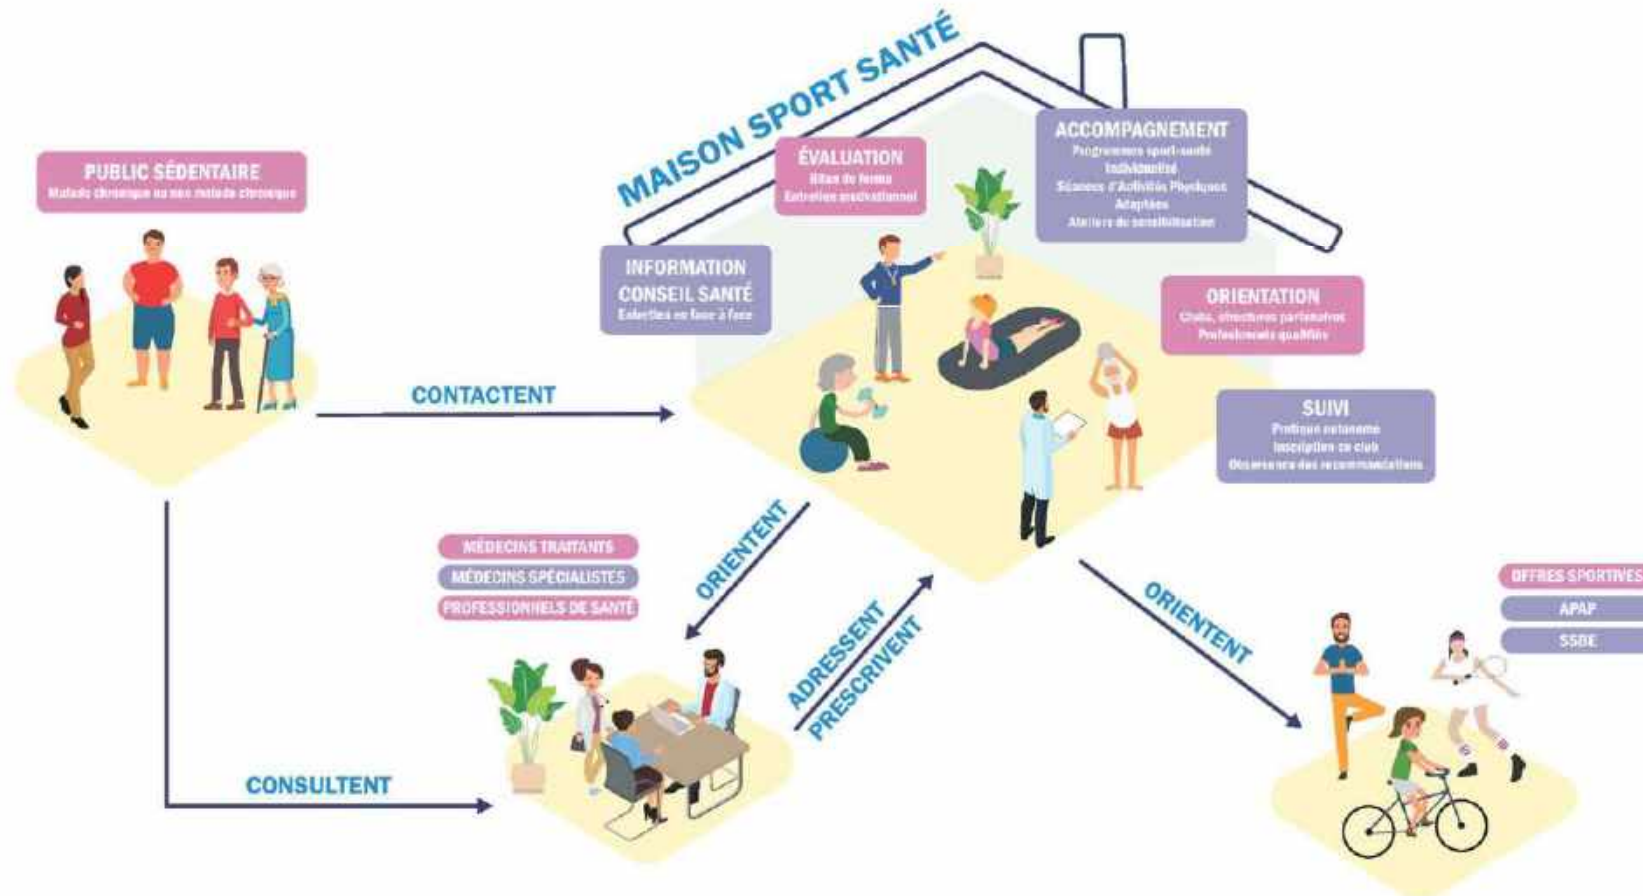 MAISON SPORT SANTÉ
PUBLIC SÉDENTAIRE
Malade chronique ou non malade chronique
ÉVALUATION
Bilan de forme
Entretien motivationnel
ACCOMPAGNEMENT
Programmes sport-santé
Individualisé
Séances d'Activités Physiques
Adaptées
Ateliers de sensibilisation
INFORMATION
CONSEIL SANTÉ
Entretien en face à face
ORIENTATION
Clubs, structures partenaires
Professionnels qualifiés
SUIVI
Pratique autonome
Inscription en club
Observance des recommandations
CONTACTENT
ORIENTENT
MÉDECINS TRAITANTS
MÉDECINS SPÉCIALISTES
PROFESSIONNELS DE SANTÉ
ADRESSENT
PRESCRIVENT
ORIENTENT
OFFRES SPORTIVES
APAP
SSBE
CONSULTENT